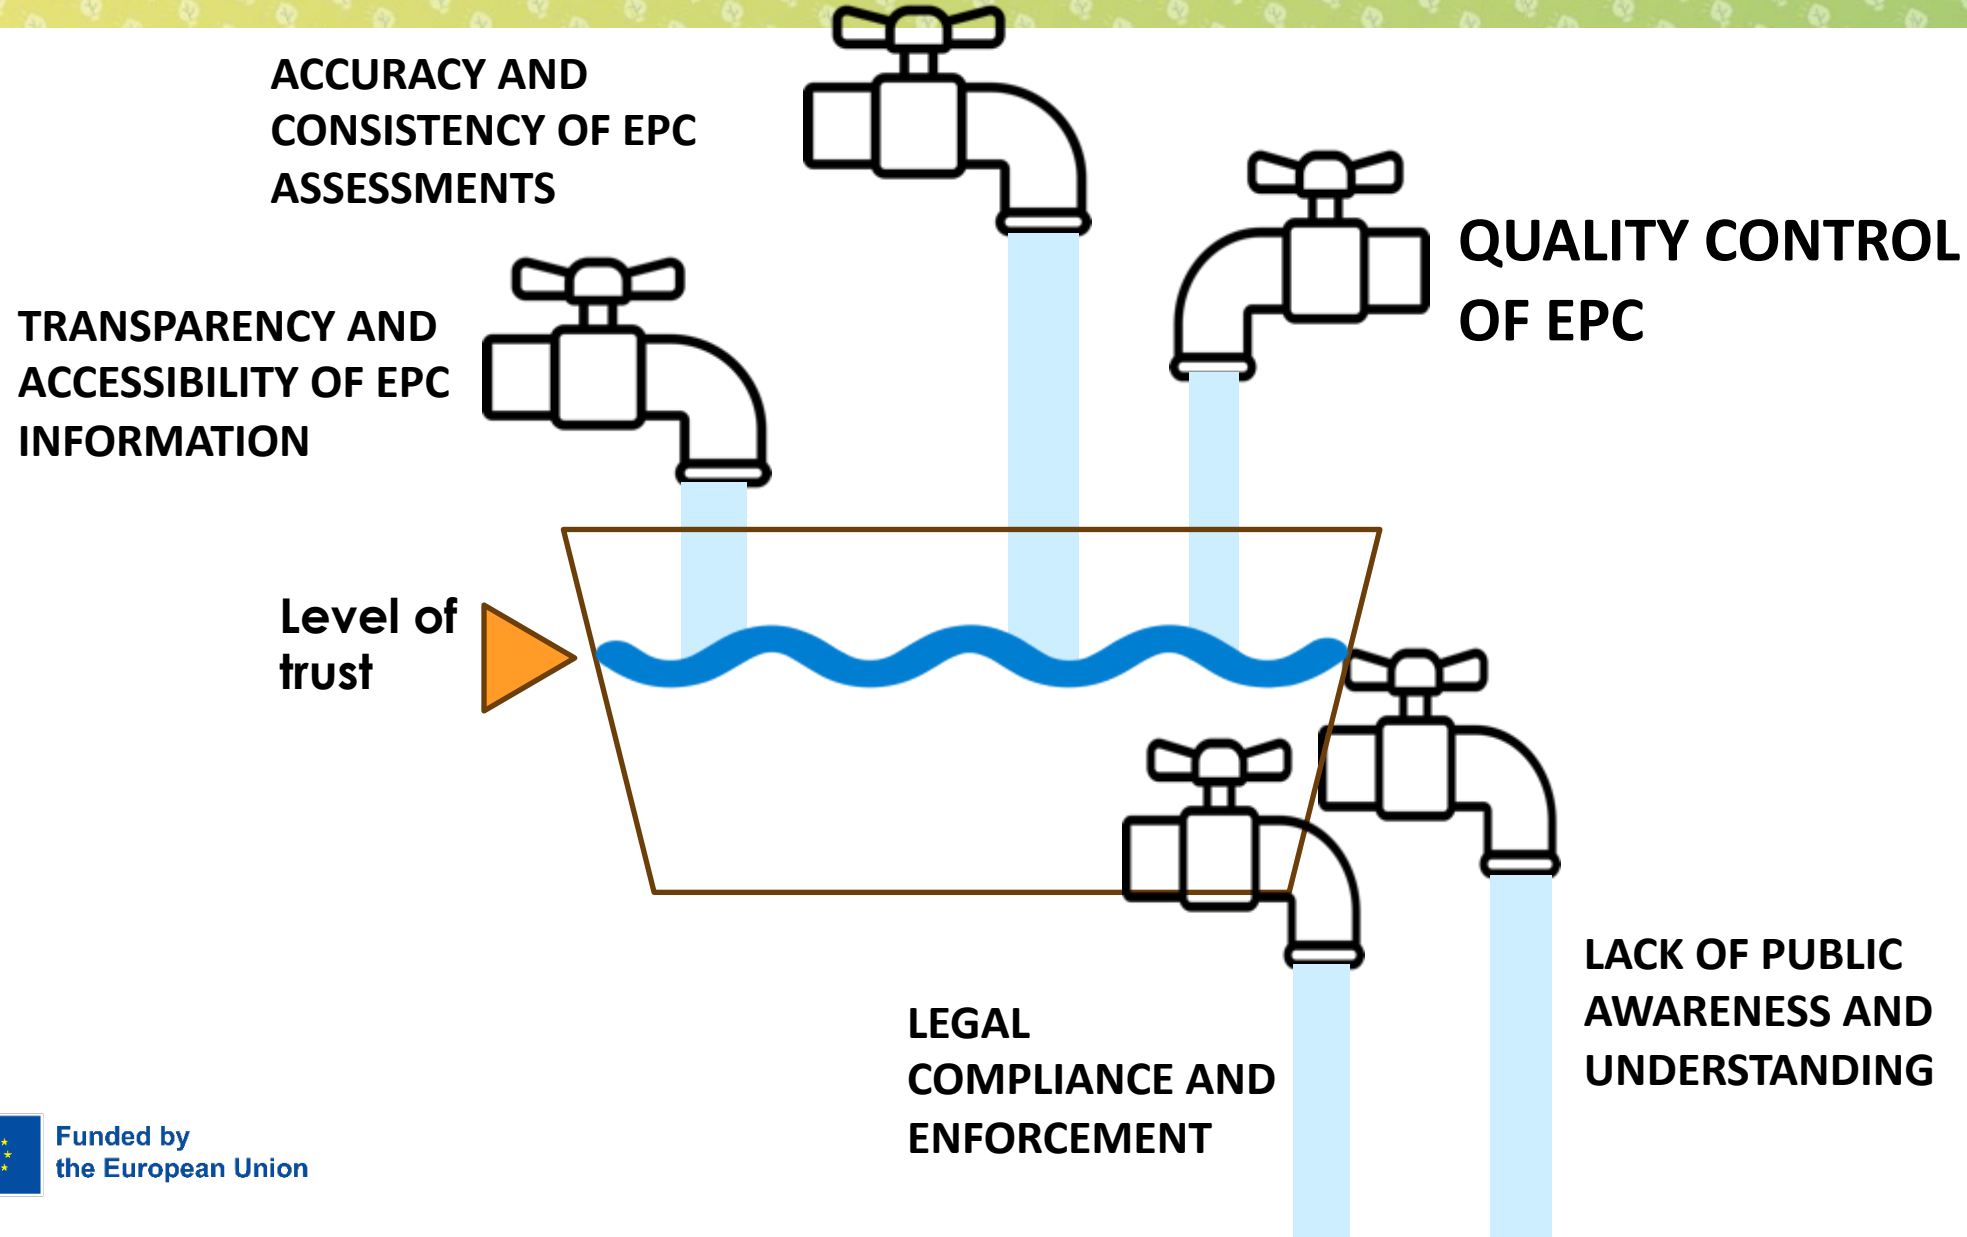 ACCURACY AND
CONSISTENCY OF EPC
ASSESSMENTS
QUALITY CONTROL
OF EPC
TRANSPARENCY AND
ACCESSIBILITY OF EPC
INFORMATION
Level of
trust
LACK OF PUBLIC
AWARENESS AND
UNDERSTANDING
LEGAL
COMPLIANCE AND
ENFORCEMENT
Funded by
the European Union